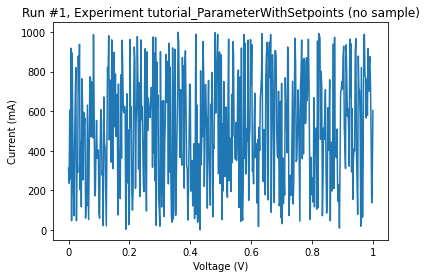 Run #1, Experiment tutorial_ParameterWithSetpoints (no sample)
1000
800
600
400
200
0
Current (mA)
0 0.2 0.4 0.6 0.8 1
Voltage (V)